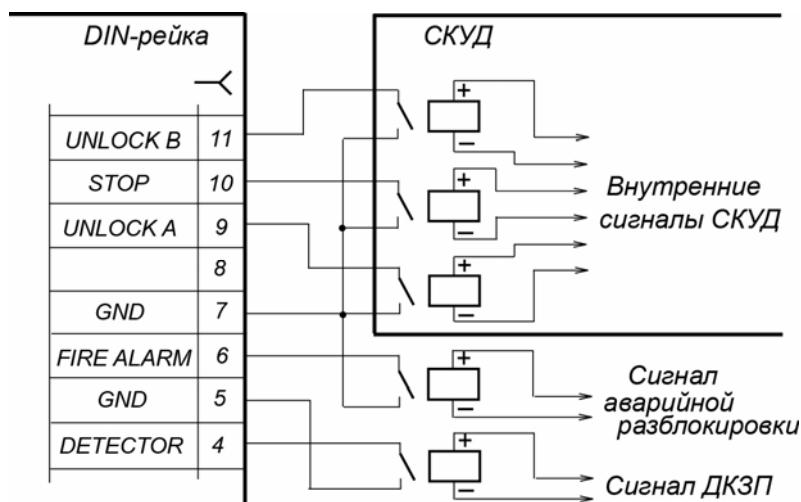 DIN-рейка
СКУД
UNLOCK B 11
STOP 10
UNLOCK A 9
8
GND 7
FIRE ALARM 6
GND 5
DETECTOR 4
+
−
+
−
+
−
Внутренние
сигналы СКУД
+
−
Сигнал
аварийной
разблокировки
+
−
Сигнал ДКЗП